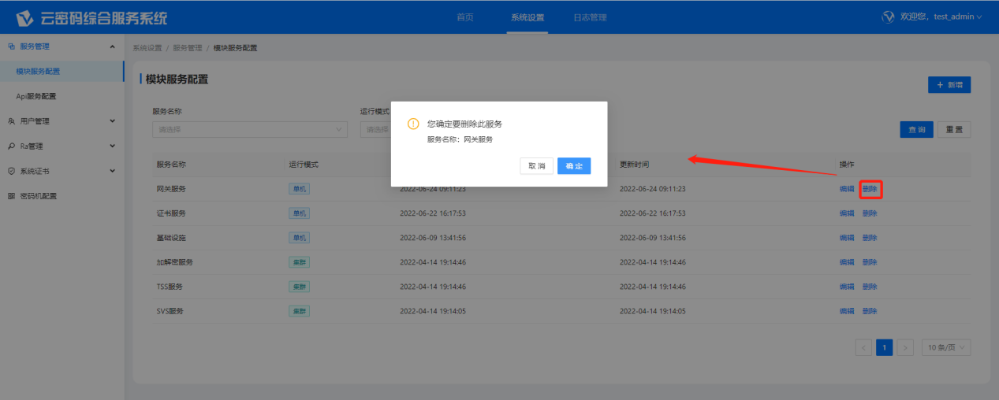 云密码综合服务系统
首页
系统设置
日志管理
欢迎您，test_admin
服务管理
模块服务配置
Api服务配置
用户管理
Ra管理
系统证书
密码机配置
系统设置 / 服务管理 / 模块服务配置
模块服务配置
+ 新增
服务名称
运行模式
请选择
请选择
查 询
重 置
您确定要删除此服务
服务名称：网关服务
取 消
确 定
服务名称 运行模式 更新时间 操作
网关服务 单机 2022-06-24 09:11:23 2022-06-24 09:11:23 编辑 删除
证书服务 单机 2022-06-22 16:17:53 2022-06-22 16:17:53 编辑 删除
基础设施 单机 2022-06-09 13:41:56 2022-06-09 13:41:56 编辑 删除
加解密服务 集群 2022-04-14 19:14:46 2022-04-14 19:14:46 编辑 删除
TSS服务 集群 2022-04-14 19:14:46 2022-04-14 19:14:46 编辑 删除
SVS服务 集群 2022-04-14 19:14:05 2022-04-14 19:14:05 编辑 删除
< 1 > 10 条/页